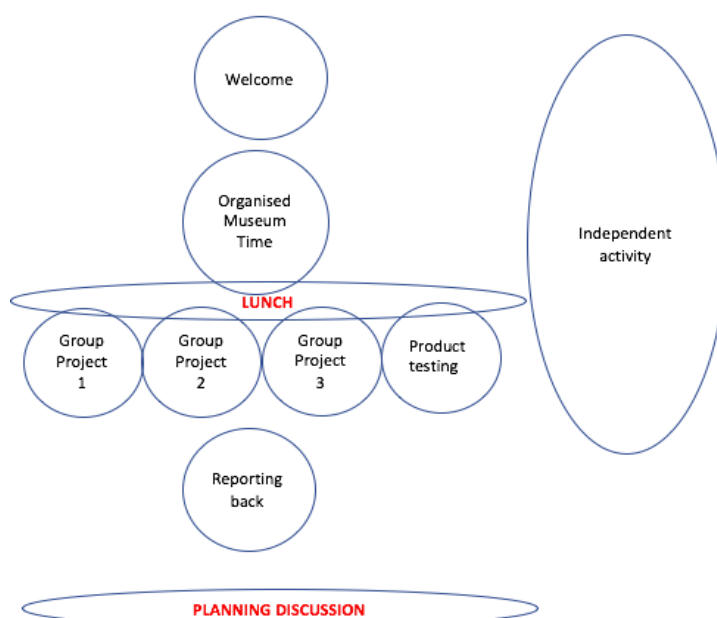 Welcome
Organised
Museum
Time
Independent
activity
LUNCH
Group
Project
1
Group
Project
2
Group
Project
3
Product
testing
Reporting
back
PLANNING DISCUSSION